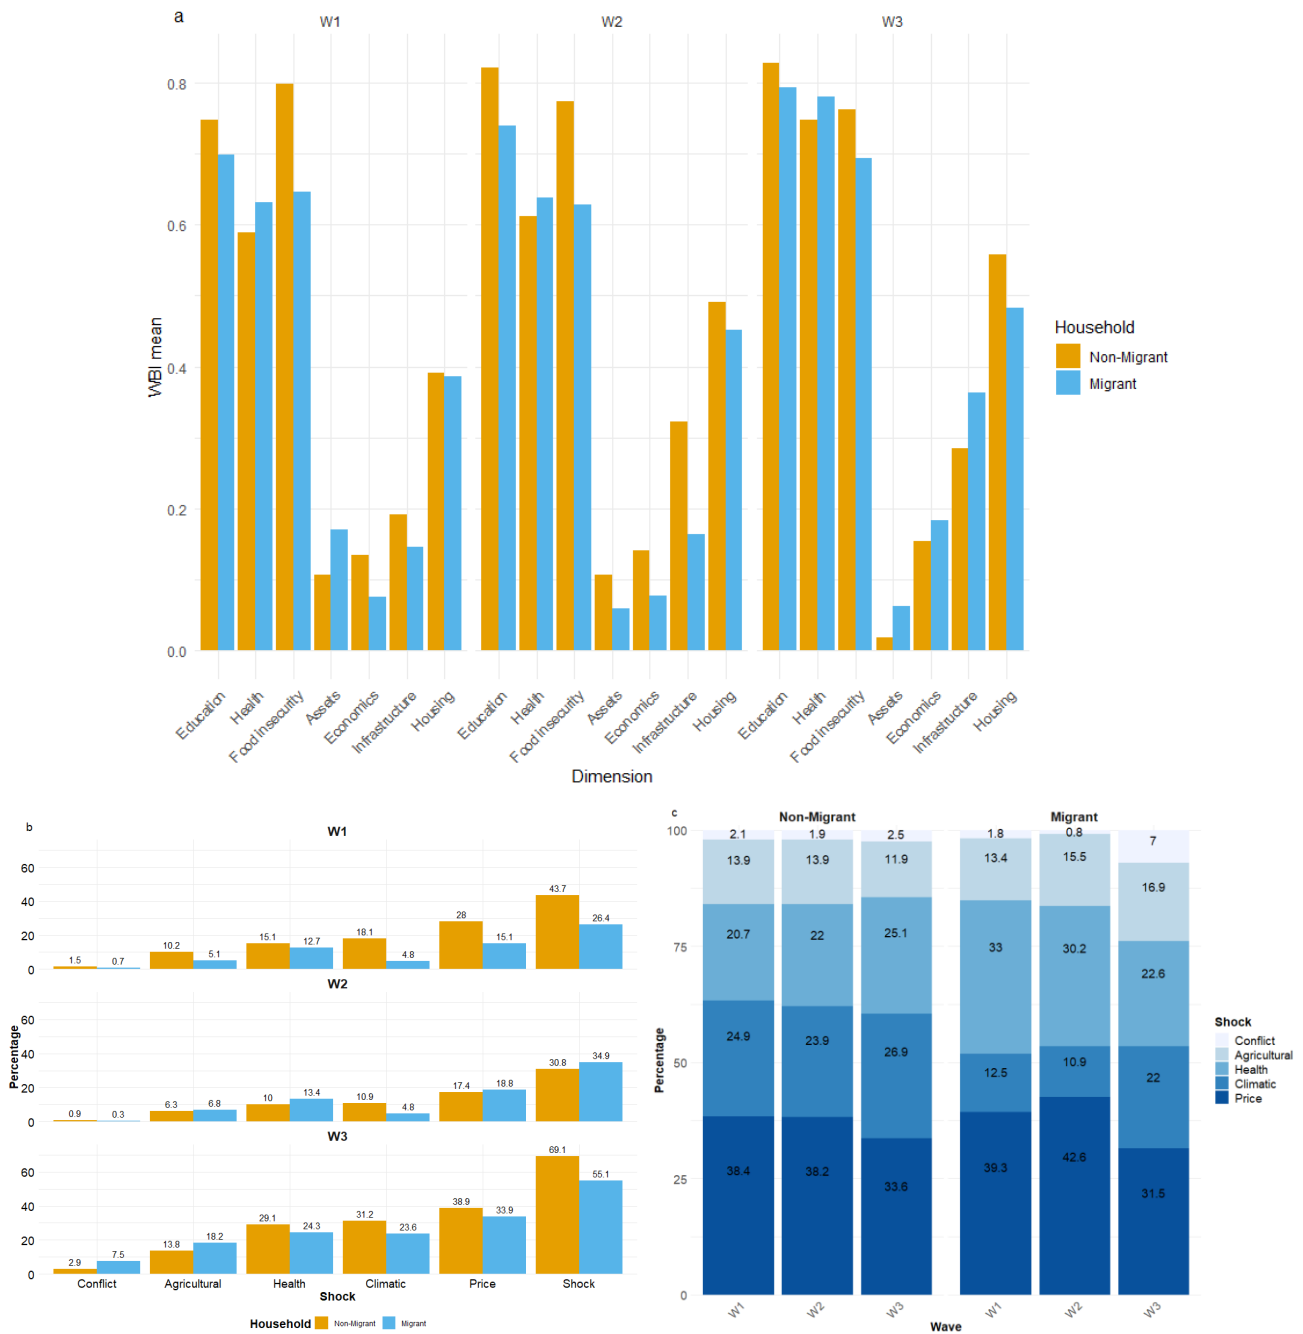 a
W1 W2 W3
0.8
0.6
0.4
0.2
0.0
WBI mean
Education Health Food Insecurity Assets Economics Infrastructure Housing
Education Health Food Insecurity Assets Economics Infrastructure Housing
Education Health Food Insecurity Assets Economics Infrastructure Housing
Dimension
Household
Non-Migrant
Migrant
b
W1
60
40
20
0
1.5 0.7 10.2 5.1 15.1 12.7 18.1 4.8 28 15.1 43.7 26.4
W2
60
40
20
0
0.9 0.3 6.3 6.8 10 13.4 10.9 4.8 17.4 18.8 30.8 34.9
W3
60
40
20
0
2.9 7.5 13.8 18.2 29.1 24.3 31.2 23.6 38.9 33.9 69.1 55.1
Percentage
Conflict Agricultural Health Climatic Price Shock
Shock
Household Non-Migrant Migrant
c
Non-Migrant Migrant
100
75
50
25
0
Percentage
2.1 1.9 2.5 1.8 0.8 7
13.9 13.9 11.9 13.4 15.5 16.9
20.7 22 25.1 33 30.2 22.6
24.9 23.9 26.9 12.5 10.9 22
38.4 38.2 33.6 39.3 42.6 31.5
W1 W2 W3 W1 W2 W3
Wave
Shock
Conflict
Agricultural
Health
Climatic
Price